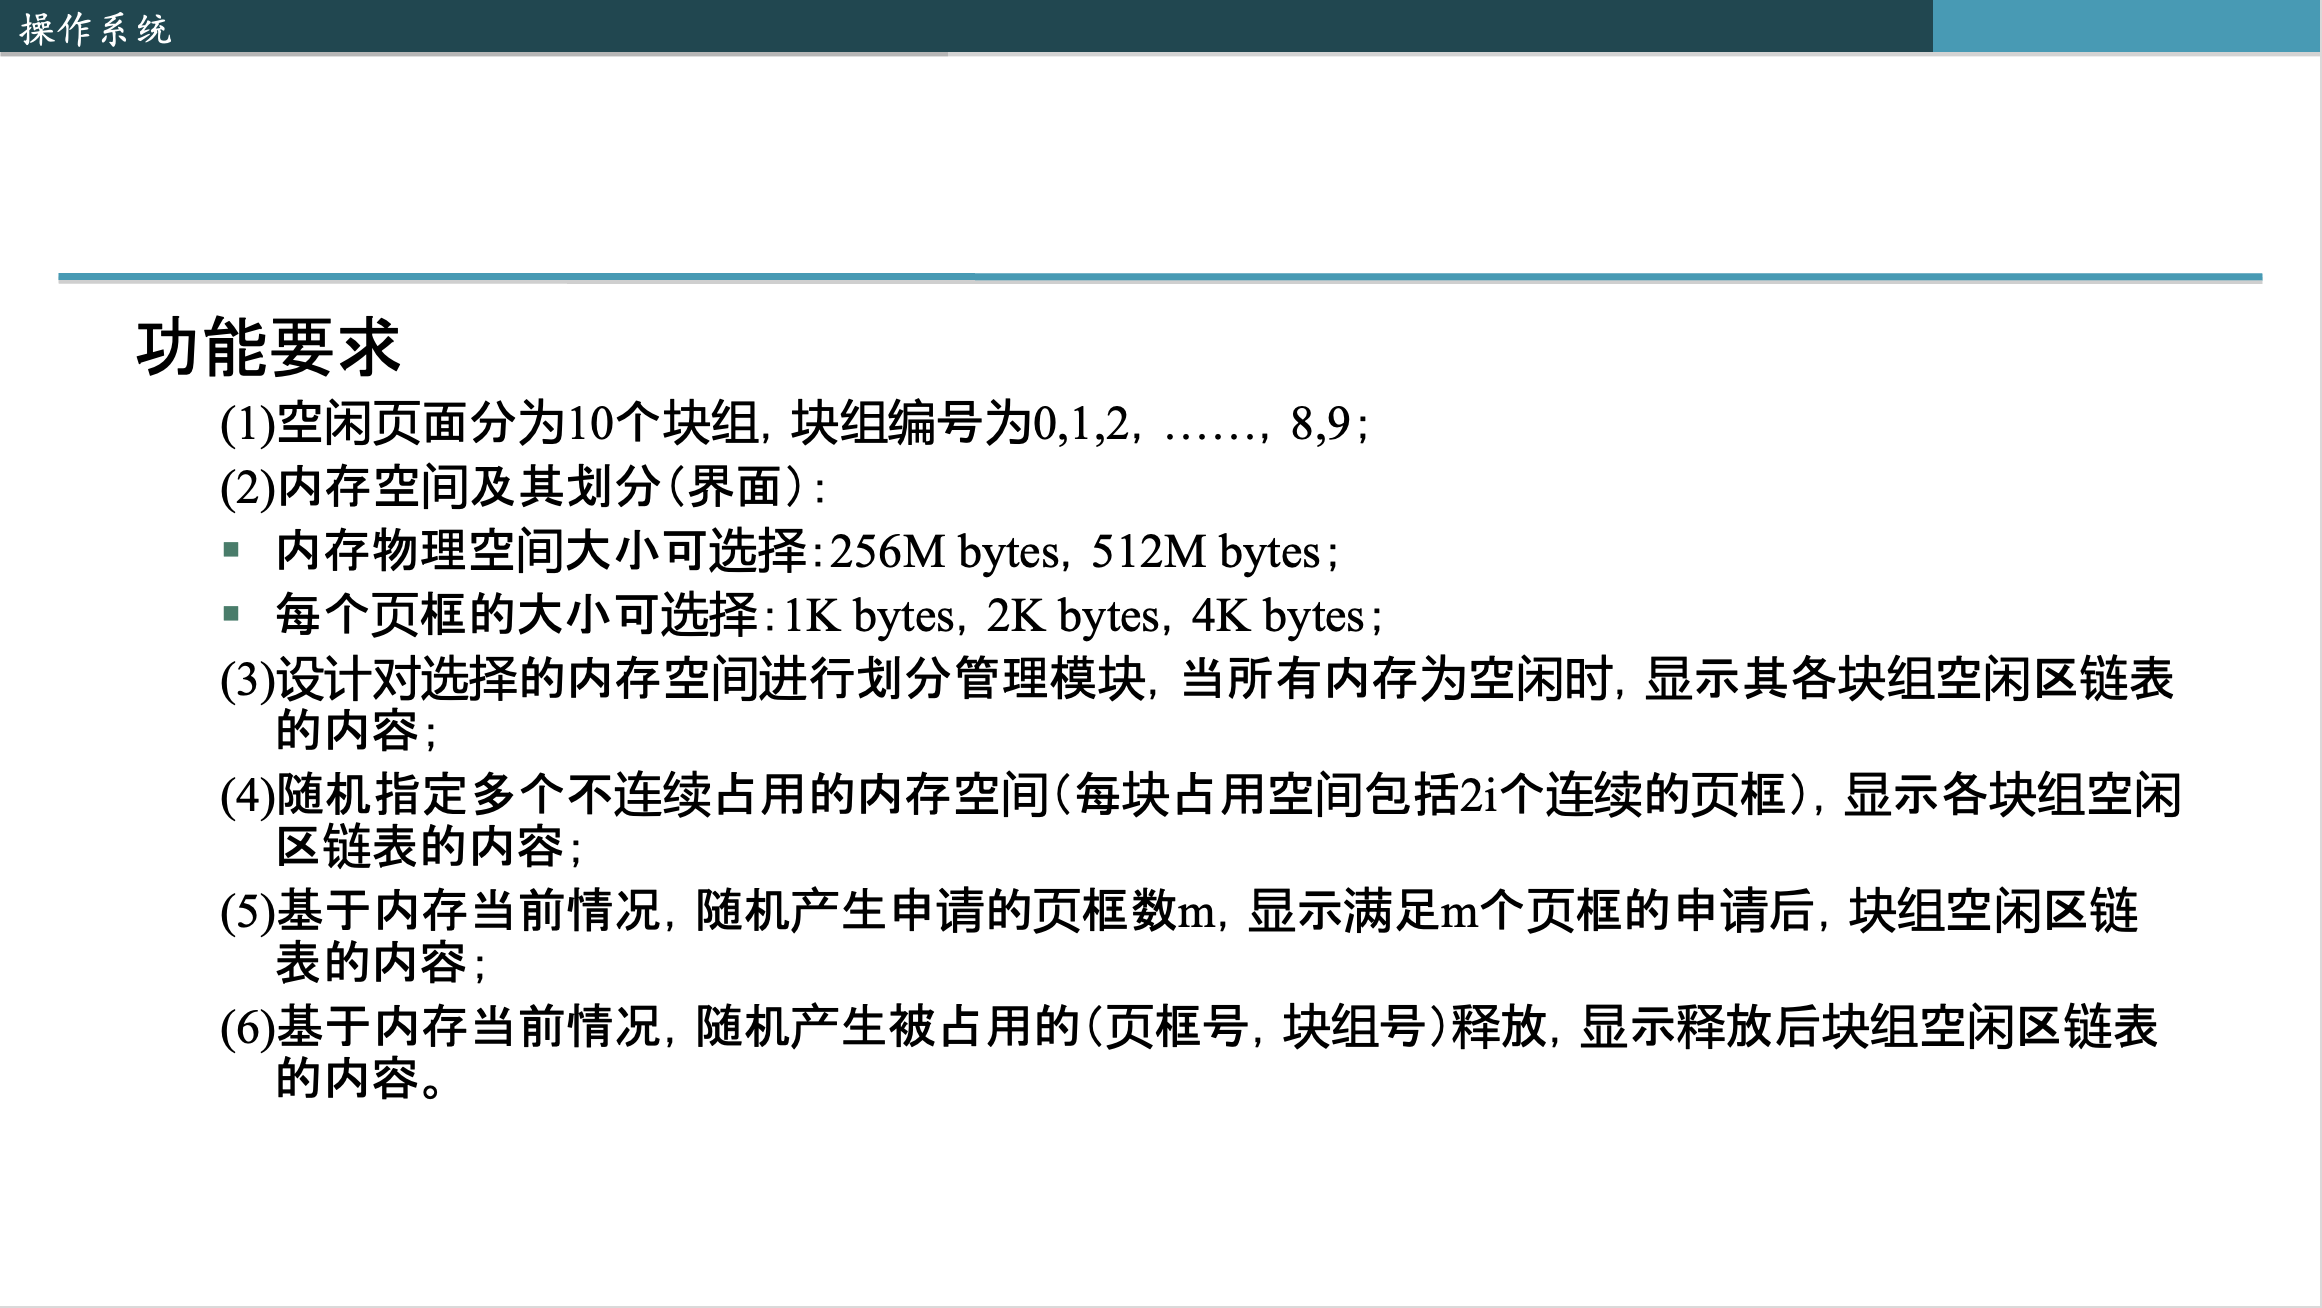 操作系统
功能要求
(1)空闲页面分为10个块组，块组编号为0,1,2，……，8,9；
(2)内存空间及其划分（界面）：
▪ 内存物理空间大小可选择：256M bytes，512M bytes；
▪ 每个页框的大小可选择：1K bytes，2K bytes，4K bytes；
(3)设计对选择的内存空间进行划分管理模块，当所有内存为空闲时，显示其各块组空闲区链表
的内容；
(4)随机指定多个不连续占用的内存空间（每块占用空间包括2i个连续的页框），显示各块组空闲
区链表的内容；
(5)基于内存当前情况，随机产生申请的页框数m，显示满足m个页框的申请后，块组空闲区链
表的内容；
(6)基于内存当前情况，随机产生被占用的（页框号，块组号）释放，显示释放后块组空闲区链表
的内容。